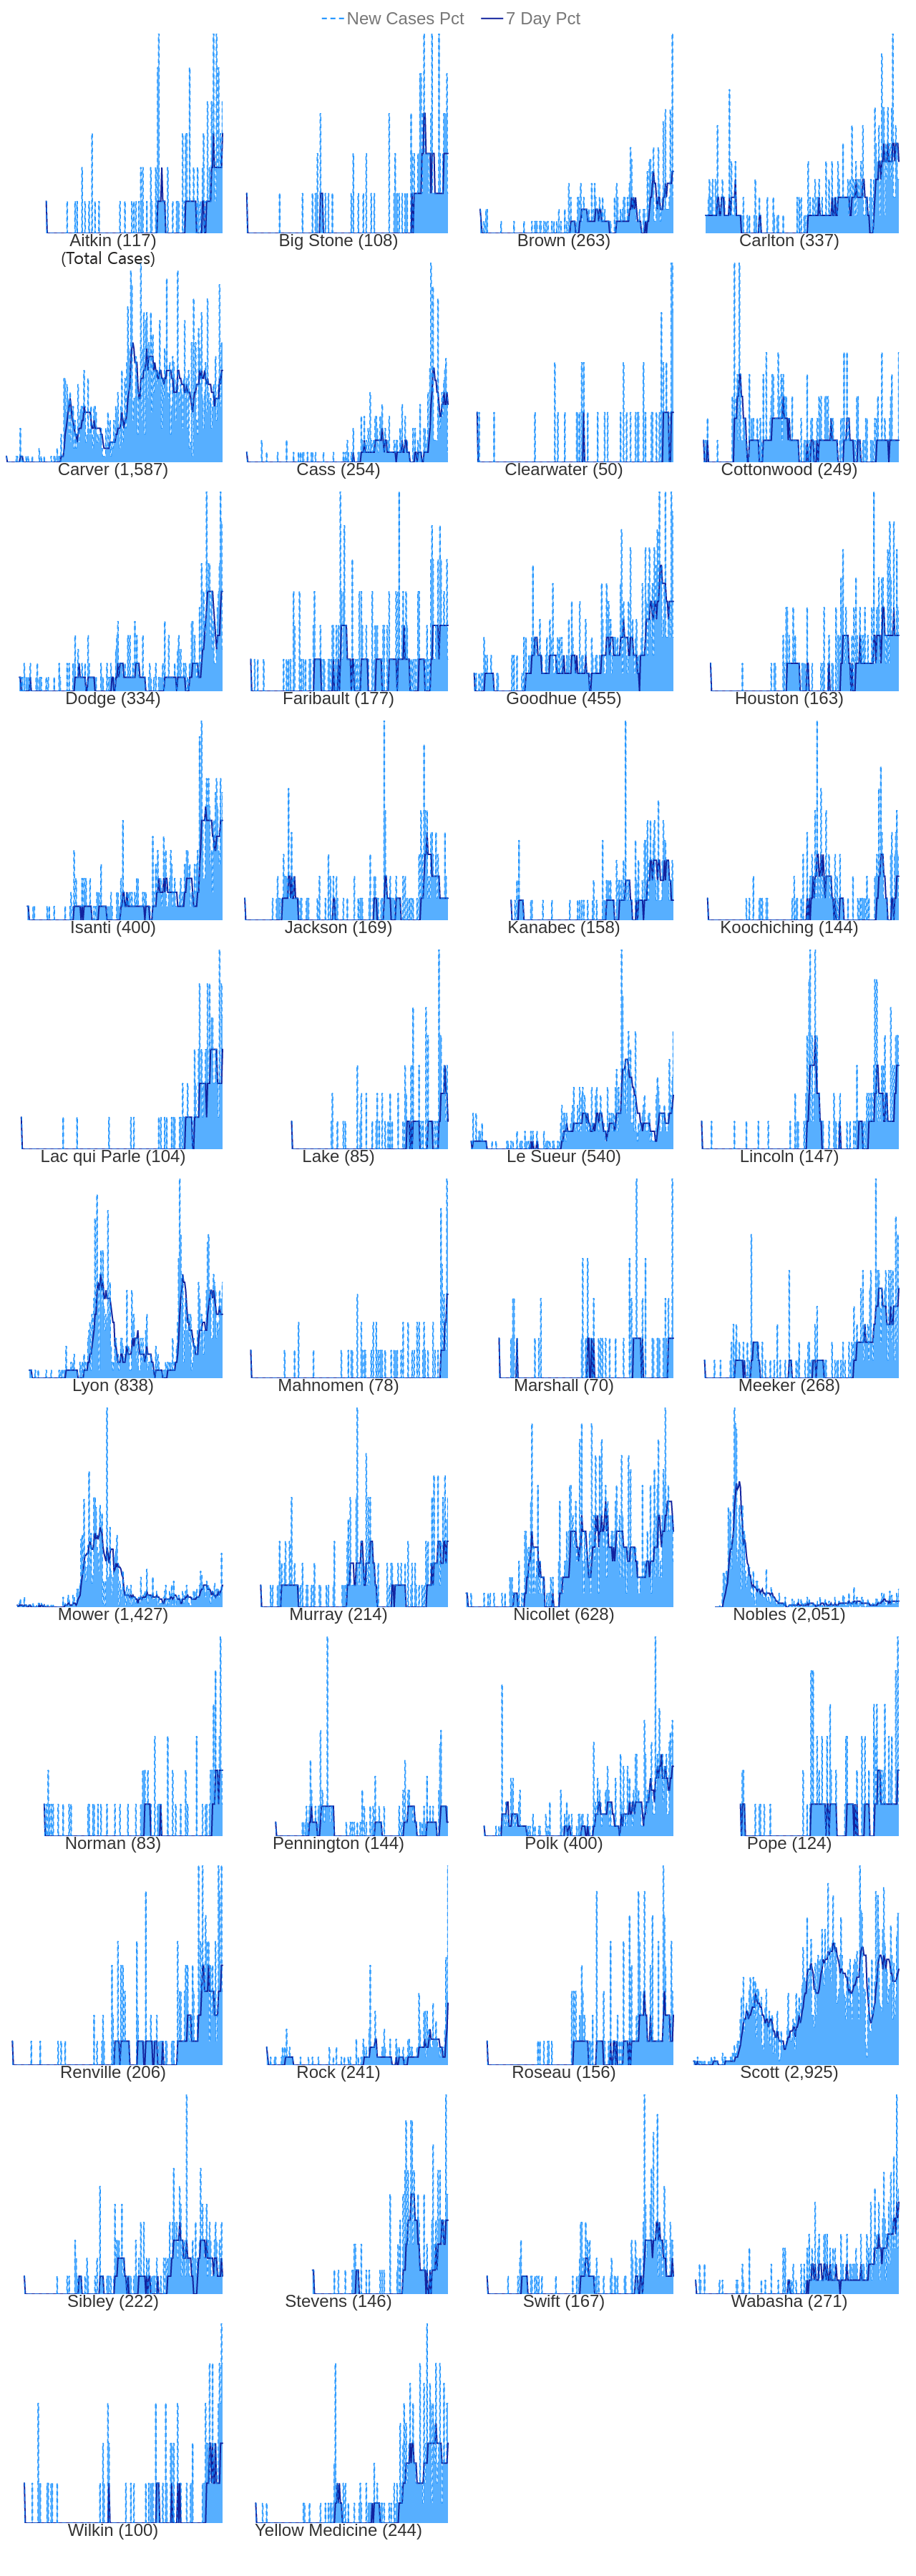 New Cases Pct 7 Day Pct
Aitkin (117) Big Stone (108) Brown (263) Carlton (337)
(Total Cases)
Carver (1,587) Cass (254) Clearwater (50) Cottonwood (249)
Dodge (334) Faribault (177) Goodhue (455) Houston (163)
Isanti (400) Jackson (169) Kanabec (158) Koochiching (144)
Lac qui Parle (104) Lake (85) Le Sueur (540) Lincoln (147)
Lyon (838) Mahnomen (78) Marshall (70) Meeker (268)
Mower (1,427) Murray (214) Nicollet (628) Nobles (2,051)
Norman (83) Pennington (144) Polk (400) Pope (124)
Renville (206) Rock (241) Roseau (156) Scott (2,925)
Sibley (222) Stevens (146) Swift (167) Wabasha (271)
Wilkin (100) Yellow Medicine (244)